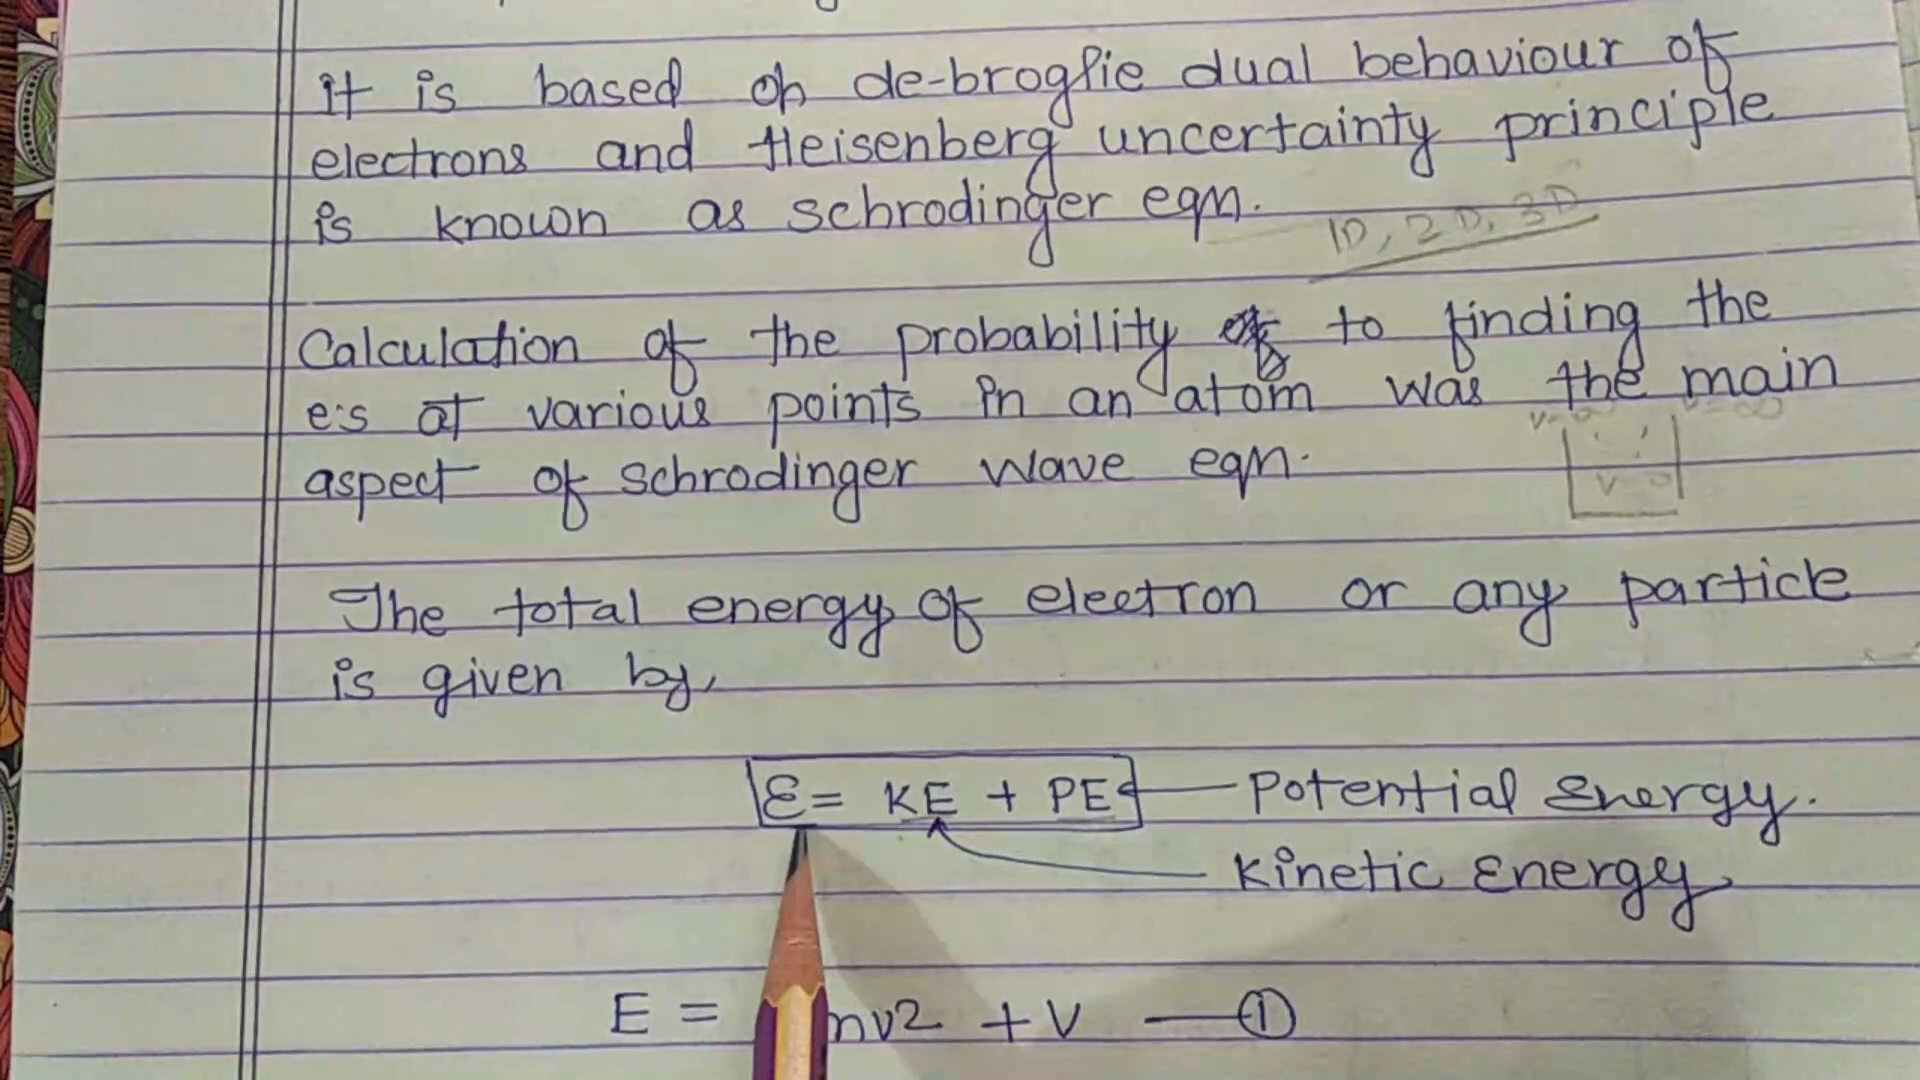 it is based on de-broglie dual behaviour of
electrons and Heisenberg uncertainty principle
is known as schrodinger eqn.
1D, 2D, 3D
Calculation of the probability to finding the
e's at various points in an atom was the main
aspect of schrodinger wave eqn.
V
The total energy of electron or any particle
is given by,
E = KE + PE Potential Energy.
Kinetic Energy
E = mv2 + V — ①